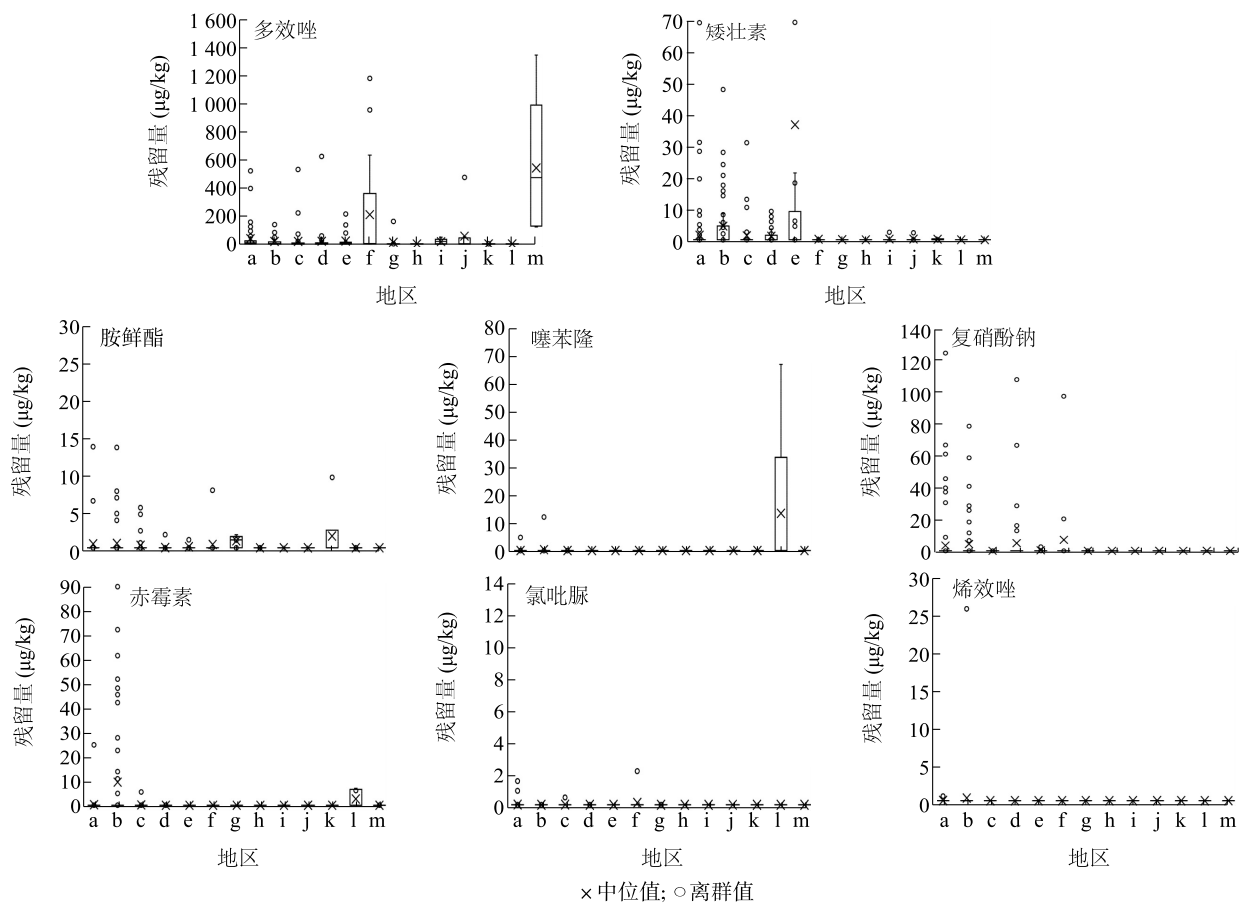 多效唑
残留量 (μg/kg)
1 600
1 400
1 200
1 000
800
600
400
200
0
a b c d e f g h i j k l m
地区
矮壮素
残留量 (μg/kg)
70
60
50
40
30
20
10
0
a b c d e f g h i j k l m
地区
胺鲜酯
残留量 (μg/kg)
30
25
20
15
10
5
0
噻苯隆
残留量 (μg/kg)
80
70
60
50
40
30
20
10
0
复硝酚钠
残留量 (μg/kg)
140
120
100
80
60
40
20
0
赤霉素
残留量 (μg/kg)
90
80
70
60
50
40
30
20
10
0
a b c d e f g h i j k l m
地区
氯吡脲
残留量 (μg/kg)
14
12
10
8
6
4
2
0
a b c d e f g h i j k l m
地区
烯效唑
残留量 (μg/kg)
30
25
20
15
10
5
0
a b c d e f g h i j k l m
地区
×中位值; ○离群值